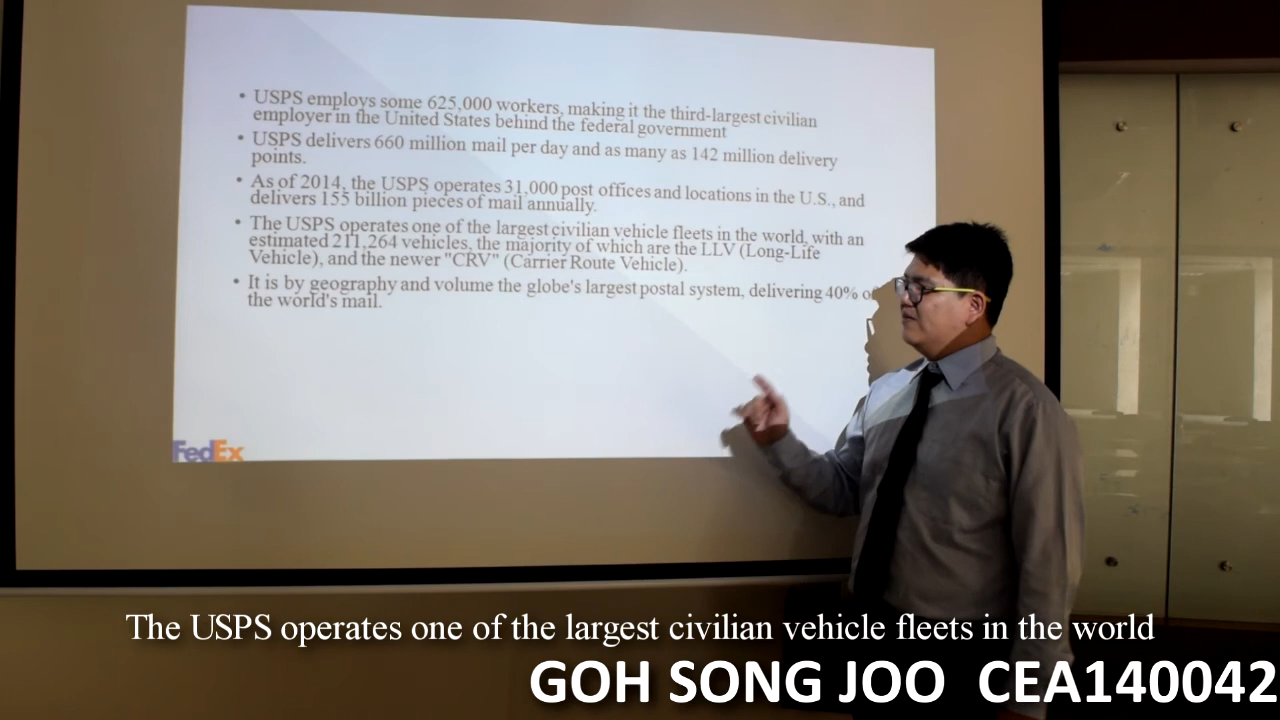 • USPS employs some 625,000 workers, making it the third-largest civilian
employer in the United States behind the federal government
• USPS delivers 660 million mail per day and as many as 142 million delivery
points.
• As of 2014, the USPS operates 31,000 post offices and locations in the U.S., and
delivers 155 billion pieces of mail annually.
• The USPS operates one of the largest civilian vehicle fleets in the world, with an
estimated 211,264 vehicles, the majority of which are the LLV (Long-Life
Vehicle), and the newer "CRV" (Carrier Route Vehicle).
• It is by geography and volume the globe's largest postal system, delivering 40%
the world's mail.
FedEx
The USPS operates one of the largest civilian vehicle fleets in the world
GOH SONG JOO CEA140042